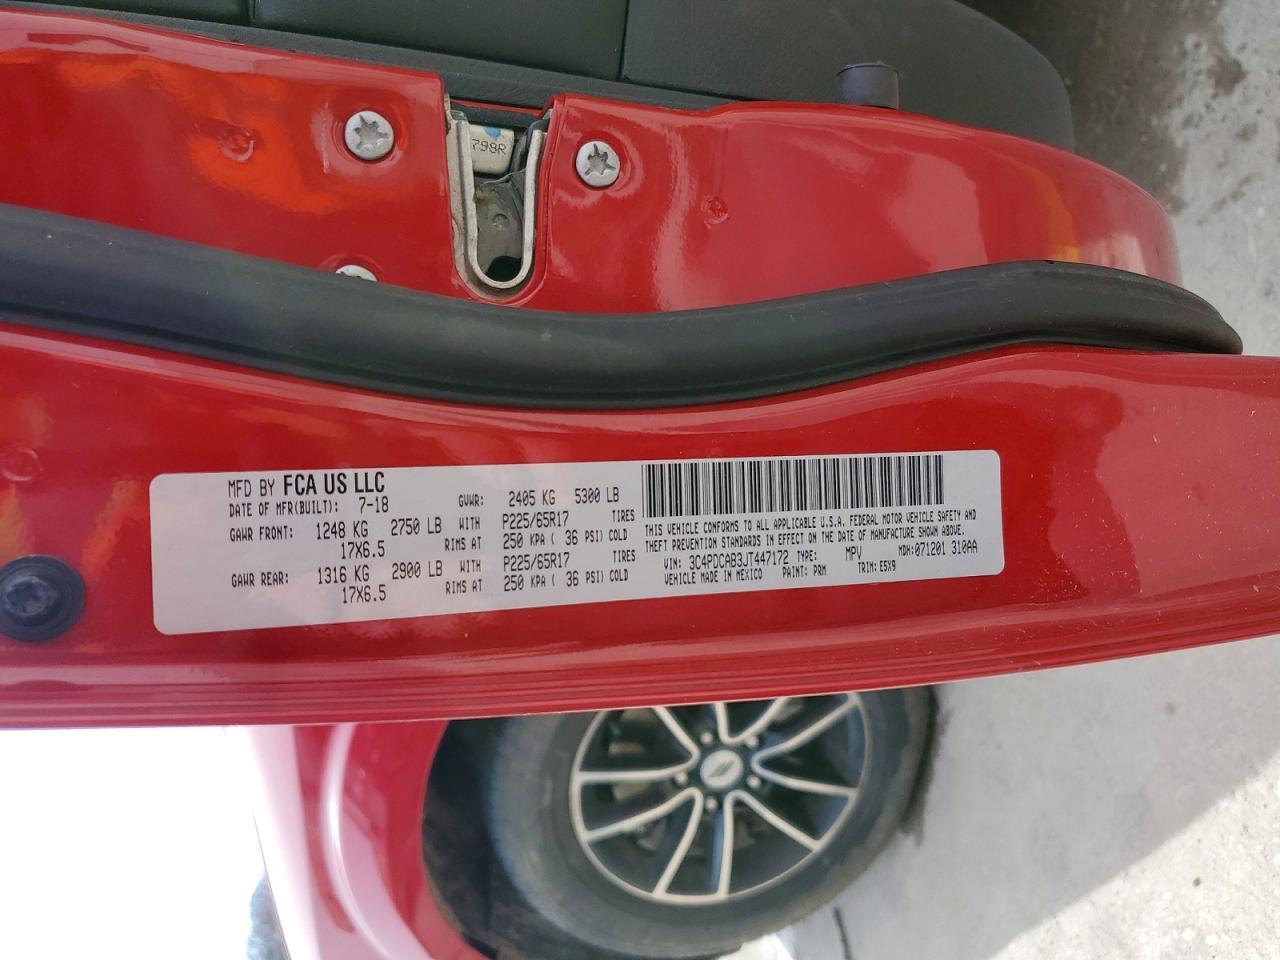 798R
MFD BY FCA US LLC
DATE OF MFR(BUILT): 7-18 GVWR: 2405 KG 5300 LB
GAWR FRONT: 1248 KG 2750 LB WITH P225/65R17 TIRES
17X6.5 RIMS AT 250 KPA ( 36 PSI) COLD
GAWR REAR: 1316 KG 2900 LB WITH P225/65R17 TIRES
17X6.5 RIMS AT 250 KPA ( 36 PSI) COLD
THIS VEHICLE CONFORMS TO ALL APPLICABLE U.S.A. FEDERAL MOTOR VEHICLE SAFETY AND
THEFT PREVENTION STANDARDS IN EFFECT ON THE DATE OF MANUFACTURE SHOWN ABOVE.
VIN: 3C4PDCAB3JT447172 TYPE: MPV MDH: 071201 310AA
VEHICLE MADE IN MEXICO PAINT: PRM TRIM: E5X9